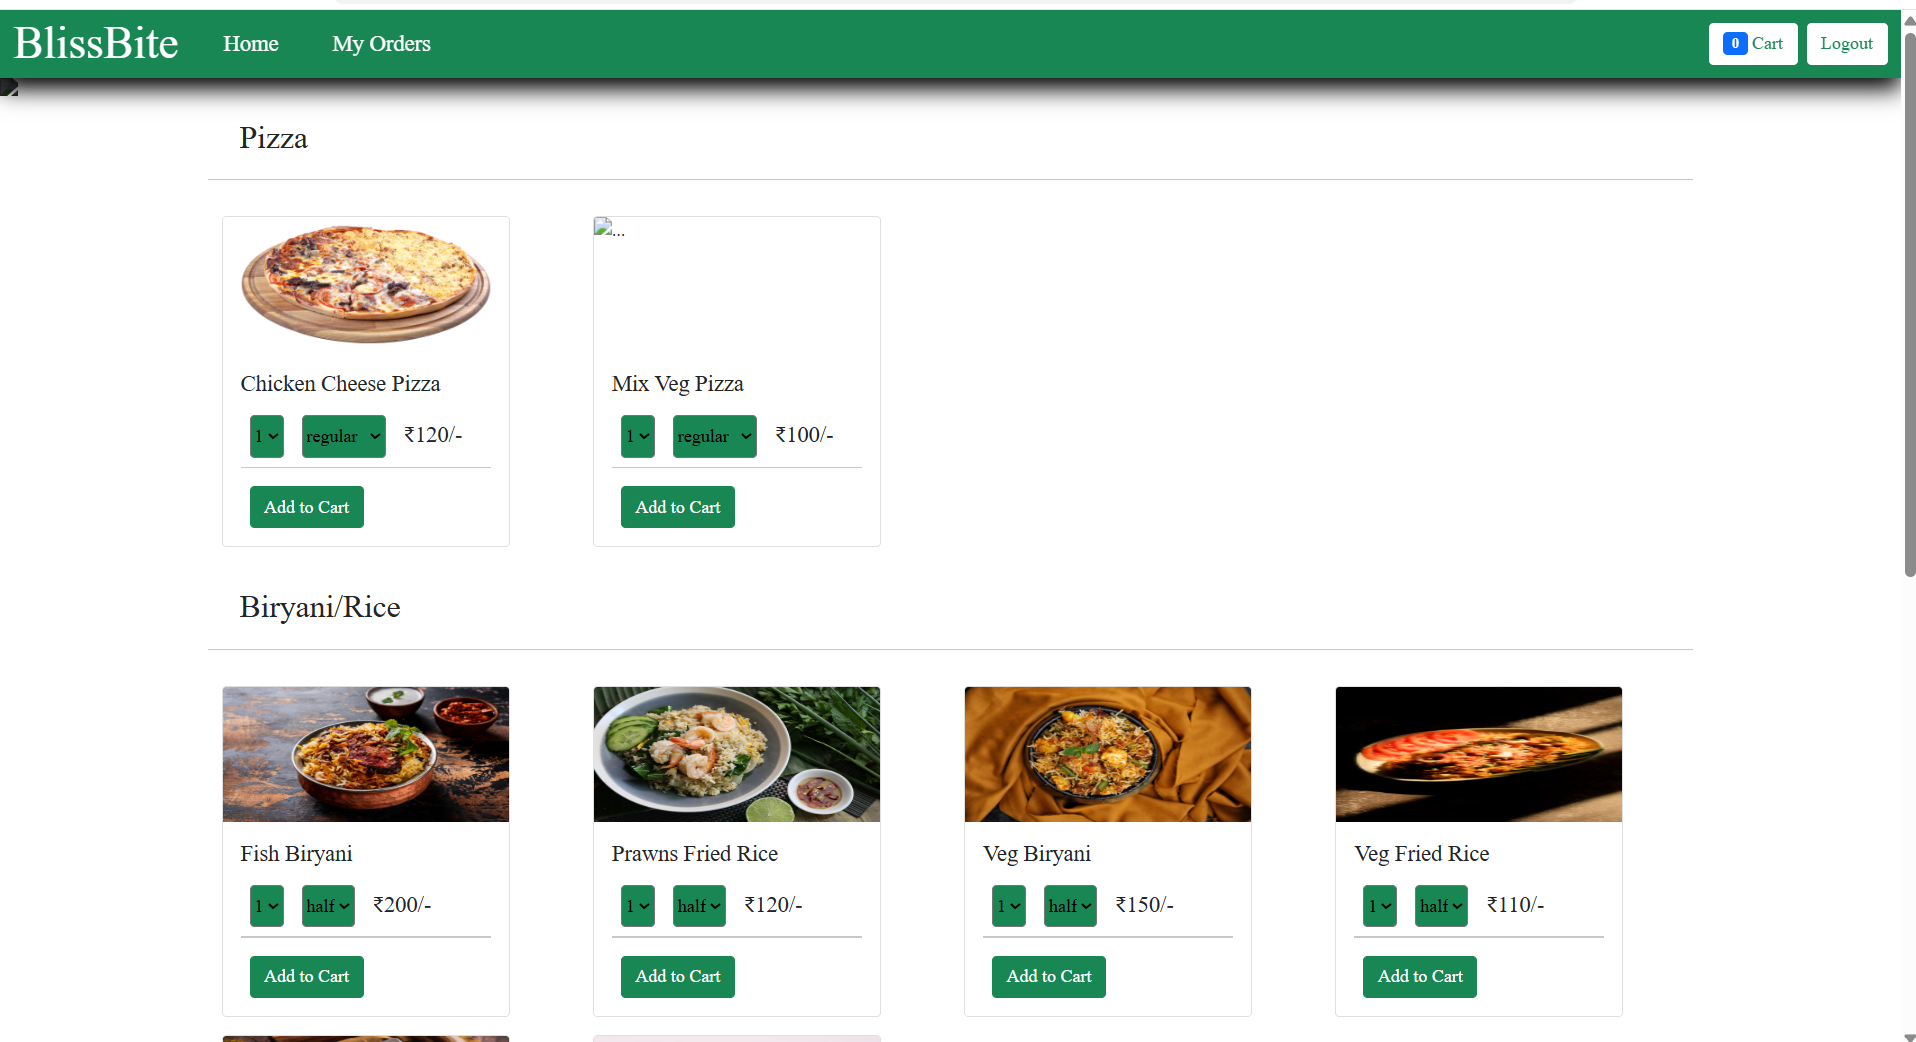 BlissBite Home My Orders 0 Cart Logout
Pizza
...
Chicken Cheese Pizza Mix Veg Pizza
1 regular ₹120/- 1 regular ₹100/-
Add to Cart Add to Cart
Biryani/Rice
Fish Biryani Prawns Fried Rice Veg Biryani Veg Fried Rice
1 half ₹200/- 1 half ₹120/- 1 half ₹150/- 1 half ₹110/-
Add to Cart Add to Cart Add to Cart Add to Cart